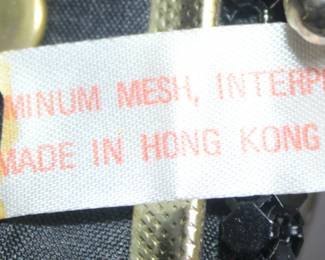 MINUM MESH, INTERP
MADE IN HONG KONG